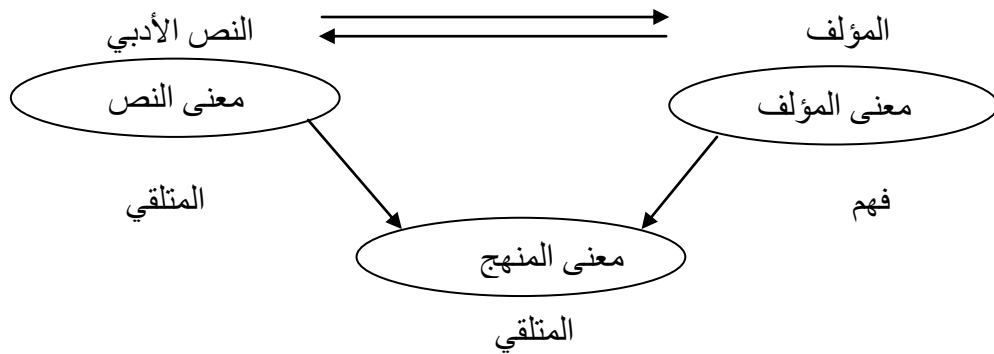 المؤلف
النص الأدبي
معنى المؤلف
معنى النص
فهم
المتلقي
معنى المنهج
المتلقي